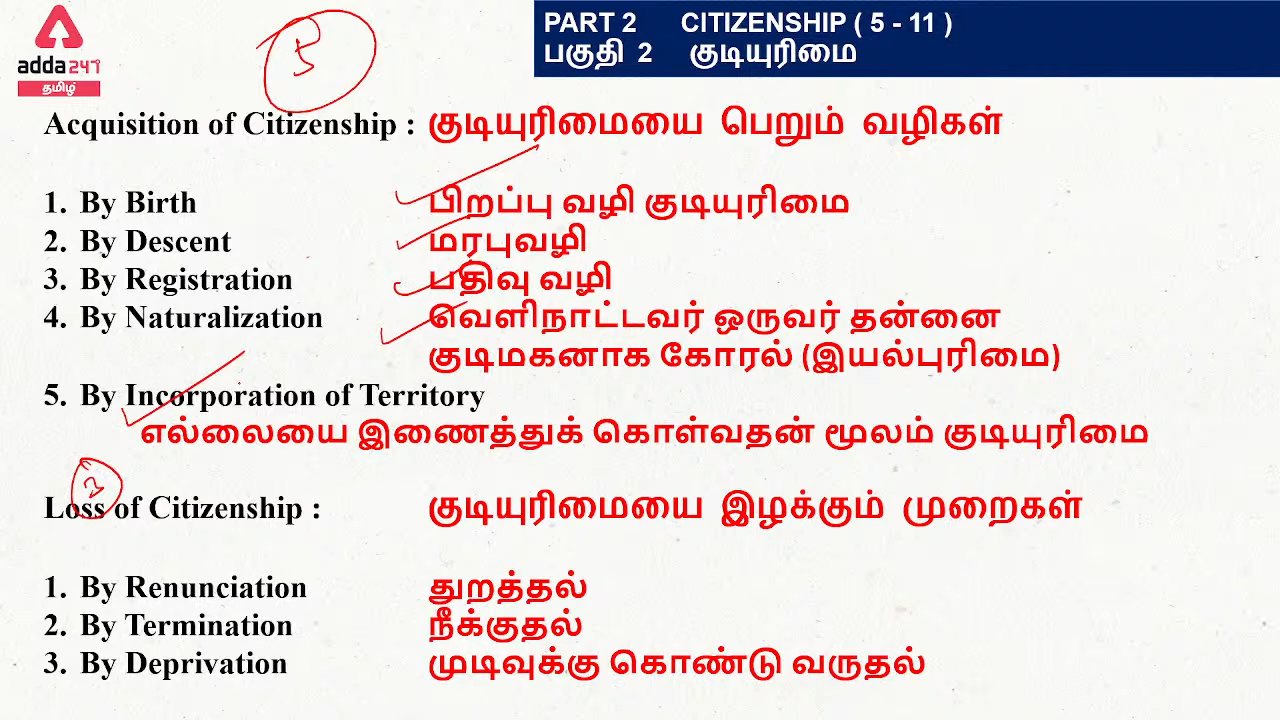 adda247
தமிழ்
5
PART 2 CITIZENSHIP ( 5 - 11 )
பகுதி 2 குடியுரிமை
Acquisition of Citizenship : குடியுரிமையை பெறும் வழிகள்
1. By Birth பிறப்பு வழி குடியுரிமை
2. By Descent மரபுவழி
3. By Registration பதிவு வழி
4. By Naturalization வெளிநாட்டவர் ஒருவர் தன்னை
குடிமகனாக கோரல் (இயல்புரிமை)
5. By Incorporation of Territory
எல்லையை இணைத்துக் கொள்வதன் மூலம் குடியுரிமை
3
Loss of Citizenship : குடியுரிமையை இழக்கும் முறைகள்
1. By Renunciation துறத்தல்
2. By Termination நீக்குதல்
3. By Deprivation முடிவுக்கு கொண்டு வருதல்